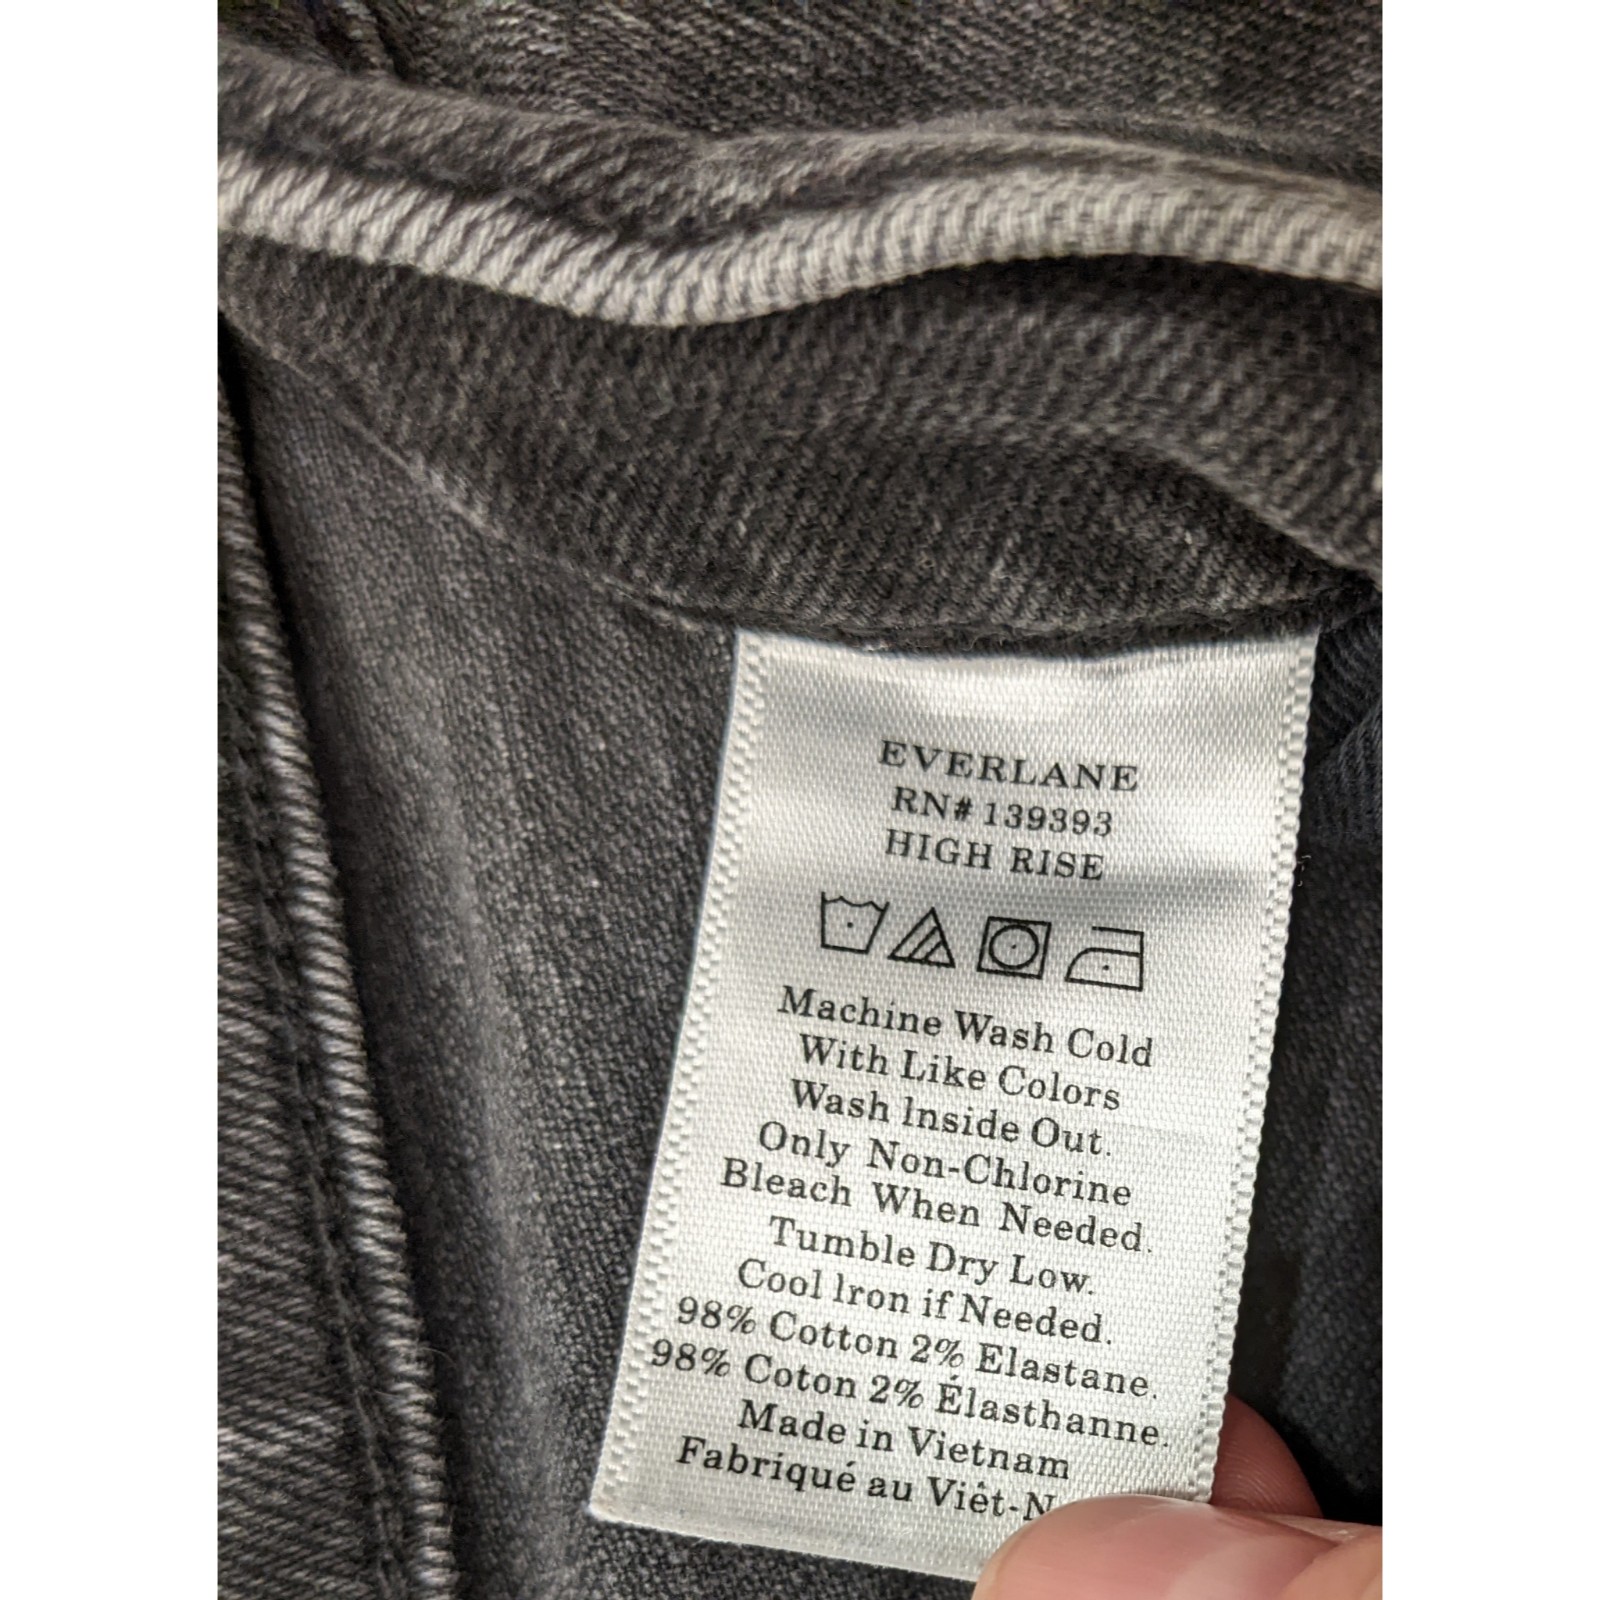 EVERLANE
RN# 139393
HIGH RISE
Machine Wash Cold
With Like Colors
Wash Inside Out.
Only Non-Chlorine
Bleach When Needed.
Tumble Dry Low.
Cool Iron if Needed.
98% Cotton 2% Elastane.
98% Coton 2% Élasthanne.
Made in Vietnam
Fabriqué au Viêt-N